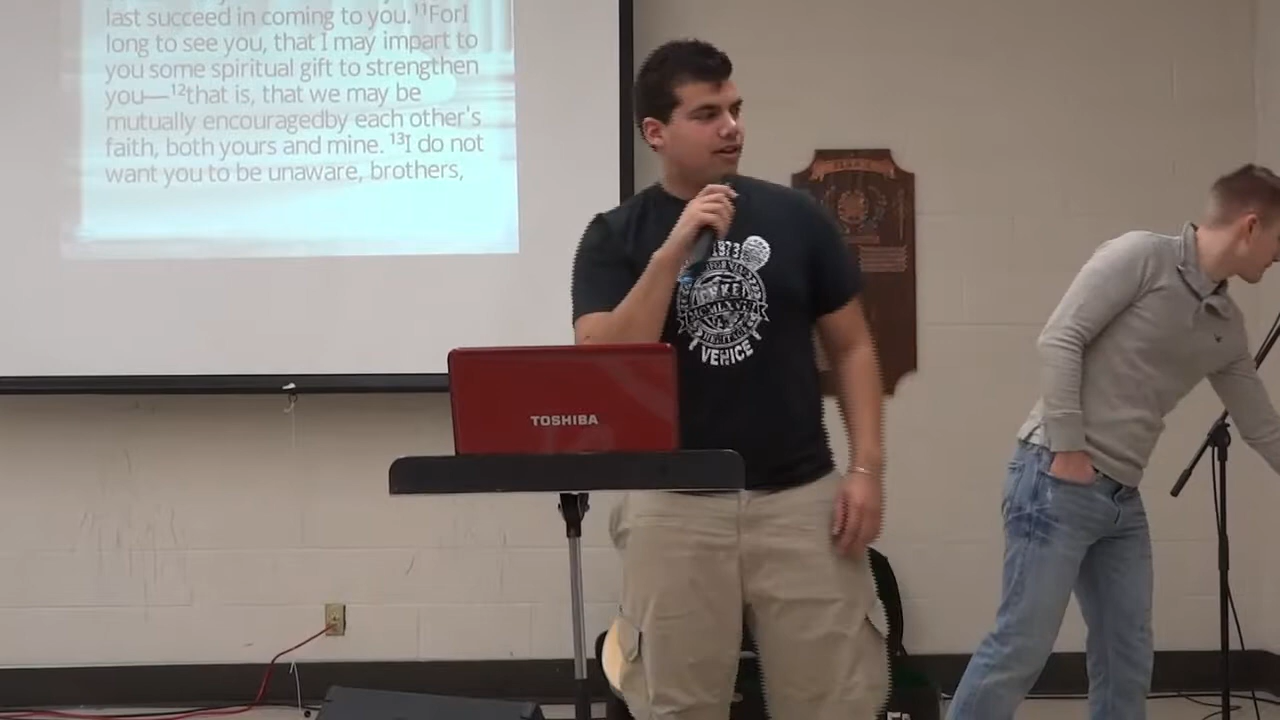 last succeed in coming to you.¹¹ForI
long to see you, that I may impart to
you some spiritual gift to strengthen
you—¹²that is, that we may be
mutually encouragedby each other's
faith, both yours and mine. ¹³I do not
want you to be unaware, brothers,
TOSHIBA
VENICE